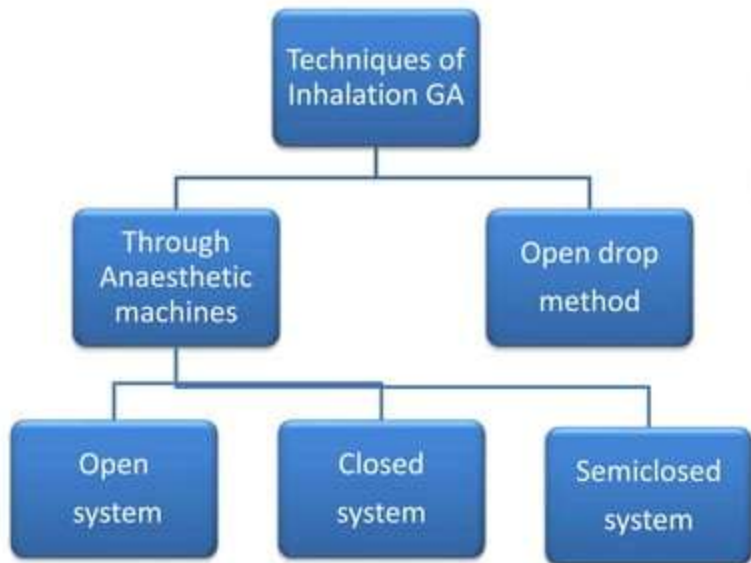 Techniques of
Inhalation GA
Through
Anaesthetic
machines
Open drop
method
Open
system
Closed
system
Semiclosed
system